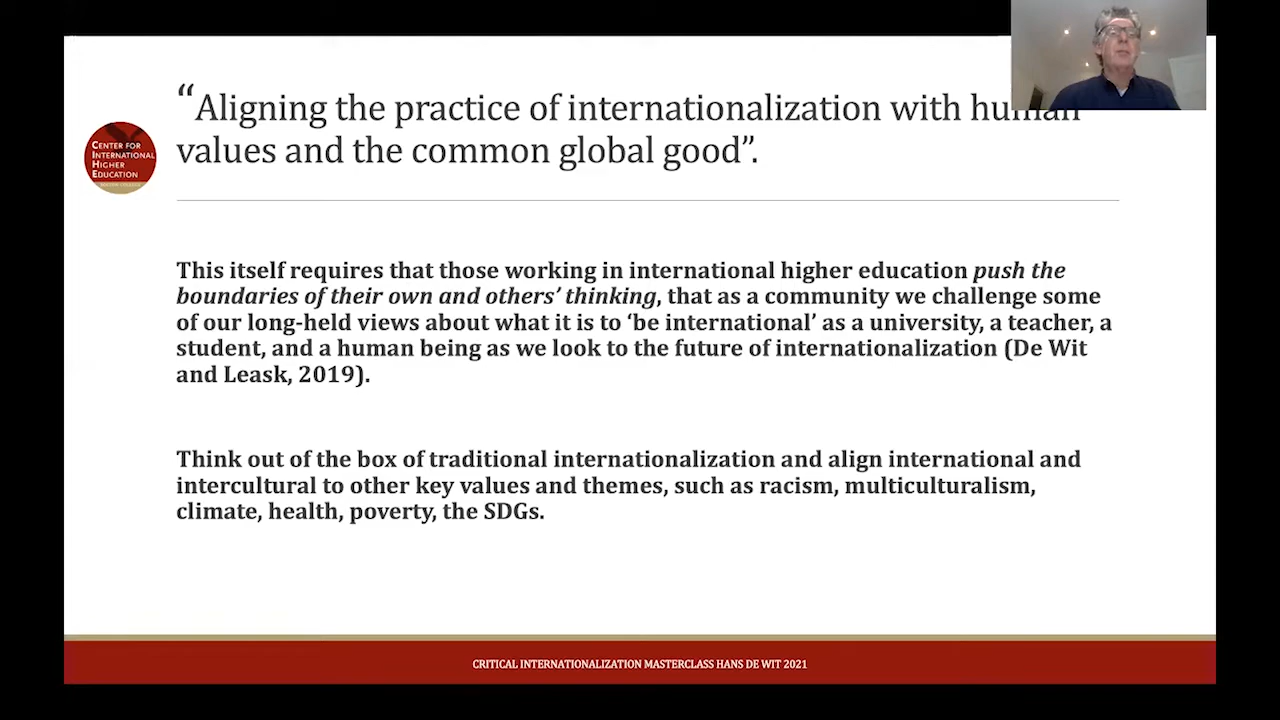 “Aligning the practice of internationalization with human
values and the common global good”.
CENTER FOR
INTERNATIONAL
HIGHER
EDUCATION
BOSTON COLLEGE
This itself requires that those working in international higher education push the
boundaries of their own and others’ thinking, that as a community we challenge some
of our long-held views about what it is to ‘be international’ as a university, a teacher, a
student, and a human being as we look to the future of internationalization (De Wit
and Leask, 2019).
Think out of the box of traditional internationalization and align international and
intercultural to other key values and themes, such as racism, multiculturalism,
climate, health, poverty, the SDGs.
CRITICAL INTERNATIONALIZATION MASTERCLASS HANS DE WIT 2021